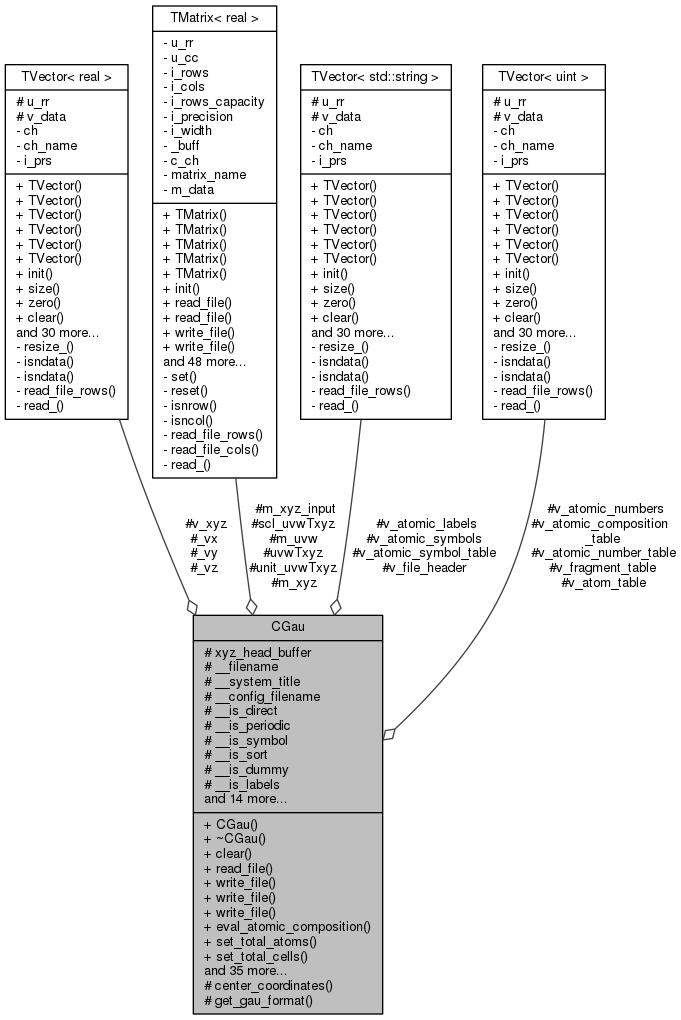 TVector< real >
# u_rr
# v_data
- ch
- ch_name
- i_prs
+ TVector()
+ TVector()
+ TVector()
+ TVector()
+ TVector()
+ TVector()
+ init()
+ size()
+ zero()
+ clear()
and 30 more...
- resize_()
- isndata()
- isndata()
- read_file_rows()
- read_()
TMatrix< real >
- u_rr
- u_cc
- i_rows
- i_cols
- i_rows_capacity
- i_precision
- i_width
- _buff
- c_ch
- matrix_name
- m_data
+ TMatrix()
+ TMatrix()
+ TMatrix()
+ TMatrix()
+ TMatrix()
+ init()
+ read_file()
+ read_file()
+ write_file()
+ write_file()
and 48 more...
- set()
- reset()
- isnrow()
- isncol()
- read_file_rows()
- read_file_cols()
- read_()
TVector< std::string >
# u_rr
# v_data
- ch
- ch_name
- i_prs
+ TVector()
+ TVector()
+ TVector()
+ TVector()
+ TVector()
+ TVector()
+ init()
+ size()
+ zero()
+ clear()
and 30 more...
- resize_()
- isndata()
- isndata()
- read_file_rows()
- read_()
TVector< uint >
# u_rr
# v_data
- ch
- ch_name
- i_prs
+ TVector()
+ TVector()
+ TVector()
+ TVector()
+ TVector()
+ TVector()
+ init()
+ size()
+ zero()
+ clear()
and 30 more...
- resize_()
- isndata()
- isndata()
- read_file_rows()
- read_()
#v_xyz
#_vx
#_vy
#_vz
#m_xyz_input
#scl_uvwTxyz
#m_uvw
#uvwTxyz
#unit_uvwTxyz
#m_xyz
#v_atomic_labels
#v_atomic_symbols
#v_atomic_symbol_table
#v_file_header
#v_atomic_numbers
#v_atomic_composition
_table
#v_atomic_number_table
#v_fragment_table
#v_atom_table
CGau
# xyz_head_buffer
# __filename
# __system_title
# __config_filename
# __is_direct
# __is_periodic
# __is_symbol
# __is_sort
# __is_dummy
# __is_labels
and 14 more...
+ CGau()
+ ~CGau()
+ clear()
+ read_file()
+ write_file()
+ write_file()
+ write_file()
+ eval_atomic_composition()
+ set_total_atoms()
+ set_total_cells()
and 35 more...
# center_coordinates()
# get_gau_format()